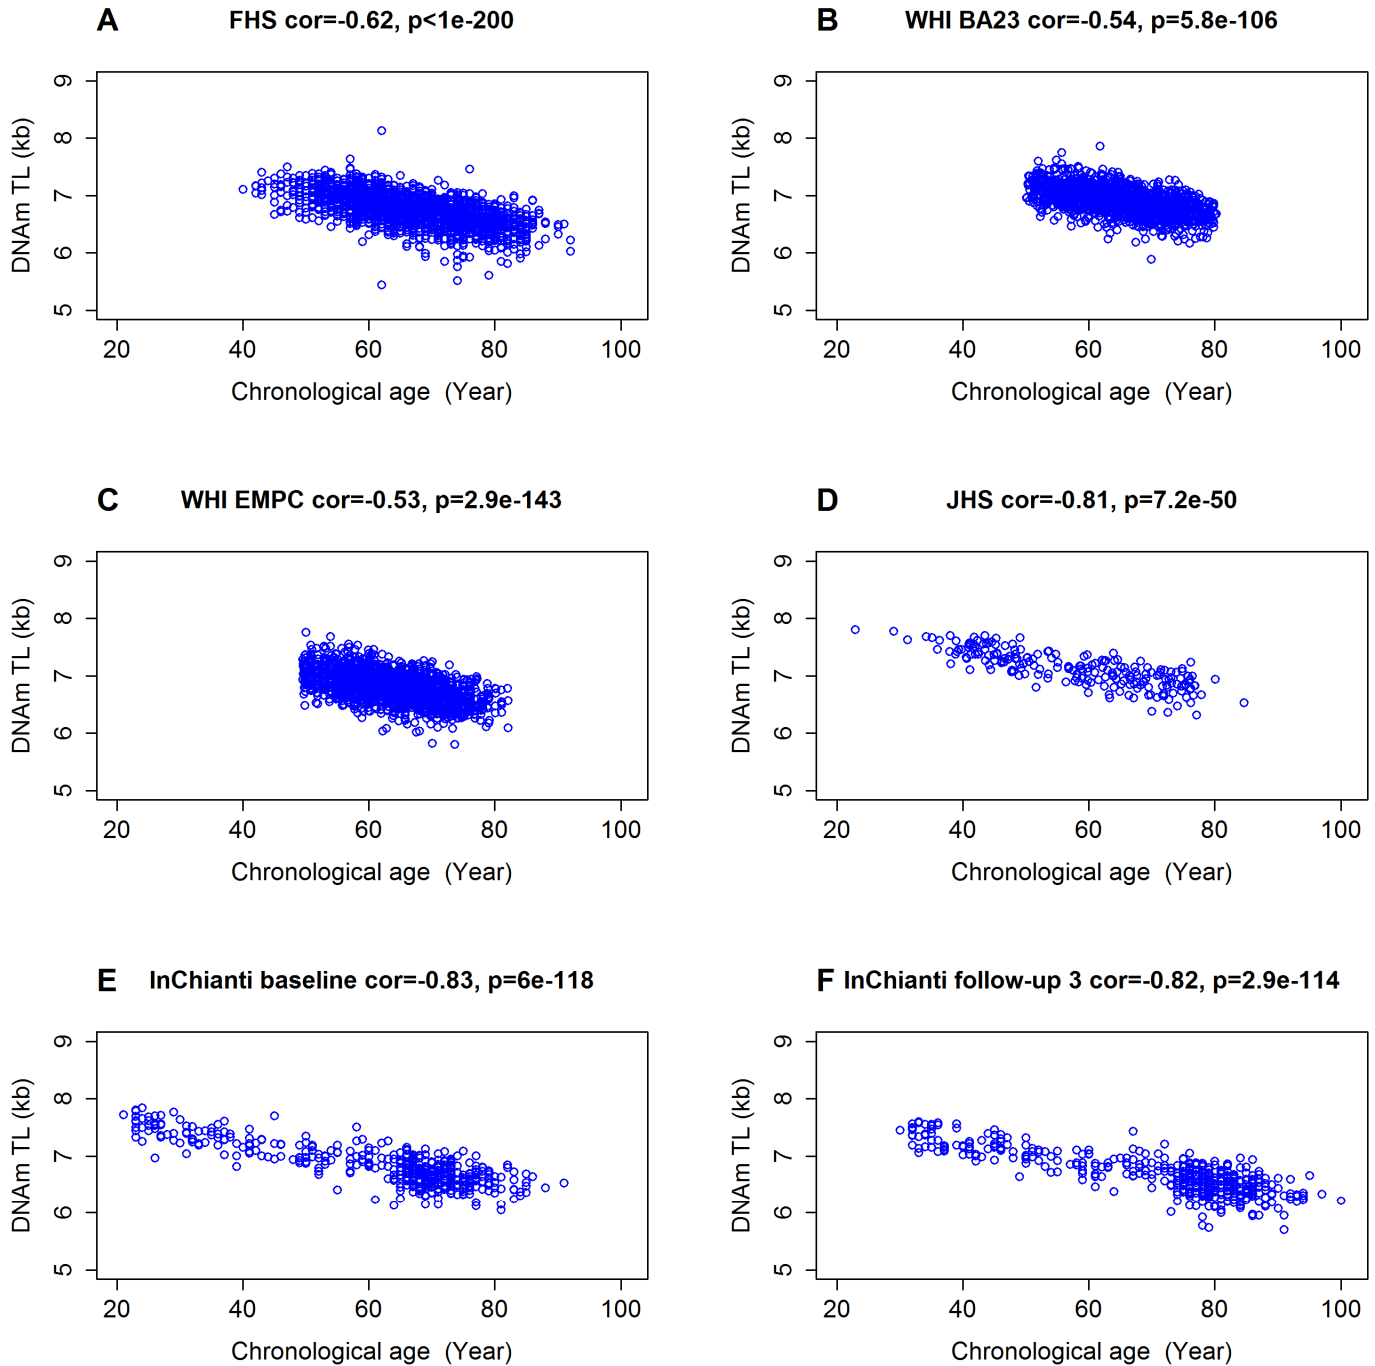 A FHS cor=-0.62, p<1e-200
9
8
7
6
5
DNAm TL (kb)
20 40 60 80 100
Chronological age (Year)
B WHI BA23 cor=-0.54, p=5.8e-106
9
8
7
6
5
DNAm TL (kb)
20 40 60 80 100
Chronological age (Year)
C WHI EMPC cor=-0.53, p=2.9e-143
9
8
7
6
5
DNAm TL (kb)
20 40 60 80 100
Chronological age (Year)
D JHS cor=-0.81, p=7.2e-50
9
8
7
6
5
DNAm TL (kb)
20 40 60 80 100
Chronological age (Year)
E InChianti baseline cor=-0.83, p=6e-118
9
8
7
6
5
DNAm TL (kb)
20 40 60 80 100
Chronological age (Year)
F InChianti follow-up 3 cor=-0.82, p=2.9e-114
9
8
7
6
5
DNAm TL (kb)
20 40 60 80 100
Chronological age (Year)